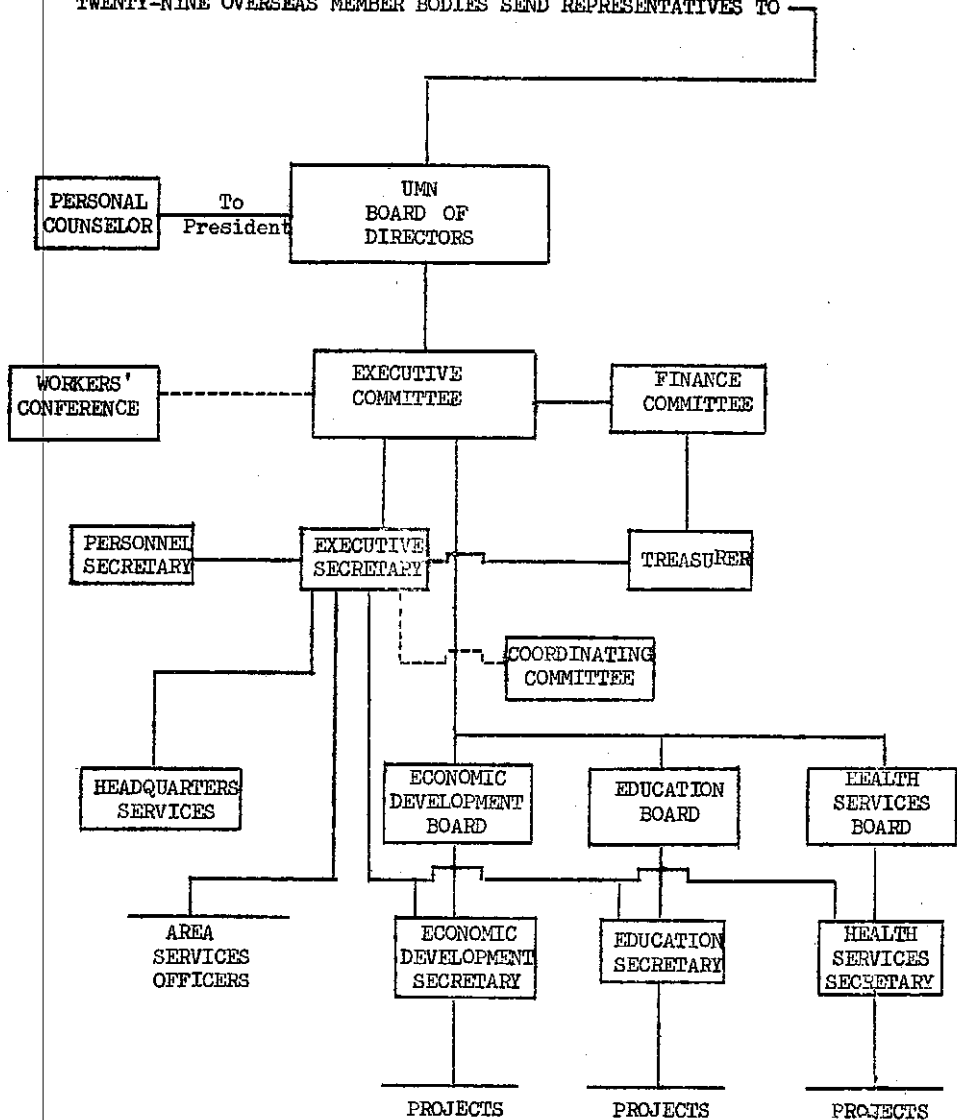 TWENTY-NINE OVERSEAS MEMBER BODIES SEND REPRESENTATIVES TO
UMN
BOARD OF
DIRECTORS
PERSONAL
COUNSELOR
To
President
EXECUTIVE
COMMITTEE
WORKERS'
CONFERENCE
FINANCE
COMMITTEE
PERSONNEL
SECRETARY
EXECUTIVE
SECRETARY
TREASURER
COORDINATING
COMMITTEE
HEADQUARTERS
SERVICES
ECONOMIC
DEVELOPMENT
BOARD
EDUCATION
BOARD
HEALTH
SERVICES
BOARD
AREA
SERVICES
OFFICERS
ECONOMIC
DEVELOPMENT
SECRETARY
EDUCATION
SECRETARY
HEALTH
SERVICES
SECRETARY
PROJECTS
PROJECTS
PROJECTS